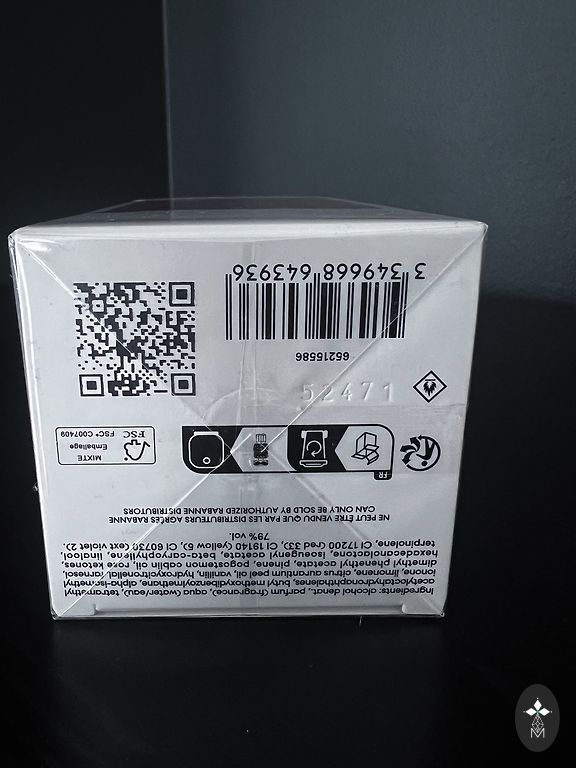 Ingredients: alcohol denat., parfum (fragrance), aqua (water/eau), tetramethyl
acetyloctahydronaphthalenes, butyl methoxydibenzoylmethane, alpha-isomethyl
ionone, limonene, citrus aurantium peel oil, vanillin, hydroxycitronellal, farnesol,
dimethyl phenethyl acetate, pinene, pogostemon cablin oil, rose ketones,
hexadecanolactone, isoeugenyl acetate, beta-caryophyllene, linalool,
terpinolene, CI 17200 (red 33), CI 19140 (yellow 5), CI 60730 (ext violet 2).
79% vol.
NE PEUT ÊTRE VENDU QUE PAR LES DISTRIBUTEURS AGRÉÉS RABANNE
CAN ONLY BE SOLD BY AUTHORIZED RABANNE DISTRIBUTORS
FR
MIXTE
Emballage
FSC
FSC® C007409
52471
65215586
3 349668 643936
M